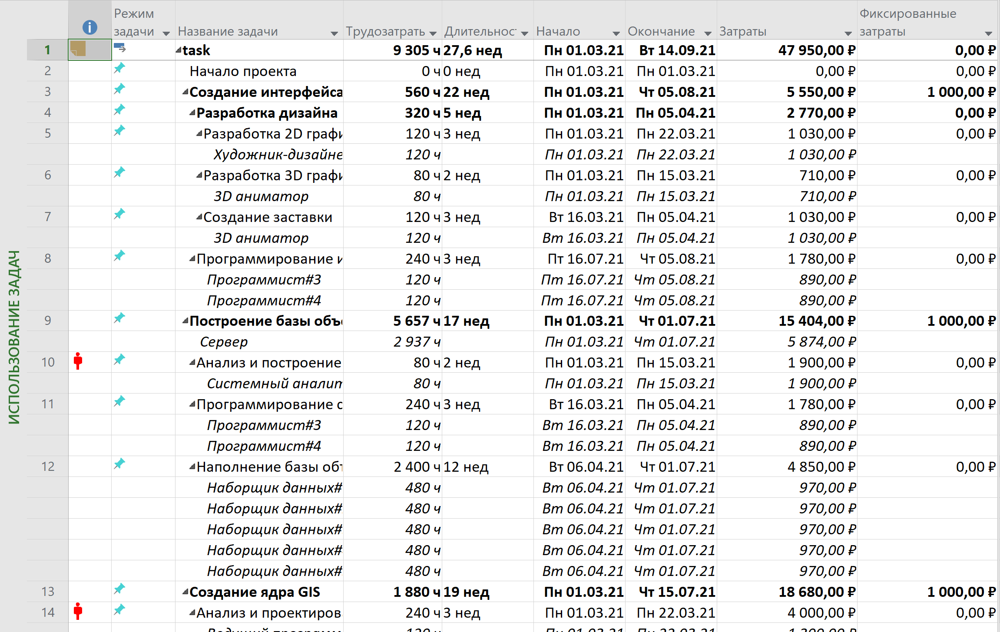 Режим задачи | Название задачи | Трудозатрать | Длительнос | Начало | Окончание | Затраты | Фиксированные затраты
ИСПОЛЬЗОВАНИЕ ЗАДАЧ
1 task 9 305 ч 27,6 нед Пн 01.03.21 Вт 14.09.21 47 950,00 ₽ 0,00 ₽
2 Начало проекта 0 ч 0 нед Пн 01.03.21 Пн 01.03.21 0,00 ₽ 0,00 ₽
3 Создание интерфейса 560 ч 22 нед Пн 01.03.21 Чт 05.08.21 5 550,00 ₽ 1 000,00 ₽
4 Разработка дизайна 320 ч 5 нед Пн 01.03.21 Пн 05.04.21 2 770,00 ₽ 0,00 ₽
5 Разработка 2D графи 120 ч 3 нед Пн 01.03.21 Пн 22.03.21 1 030,00 ₽ 0,00 ₽
Художник-дизайне 120 ч Пн 01.03.21 Пн 22.03.21 1 030,00 ₽
6 Разработка 3D графи 80 ч 2 нед Пн 01.03.21 Пн 15.03.21 710,00 ₽ 0,00 ₽
3D аниматор 80 ч Пн 01.03.21 Пн 15.03.21 710,00 ₽
7 Создание заставки 120 ч 3 нед Вт 16.03.21 Пн 05.04.21 1 030,00 ₽ 0,00 ₽
3D аниматор 120 ч Вт 16.03.21 Пн 05.04.21 1 030,00 ₽
8 Программирование и 240 ч 3 нед Пт 16.07.21 Чт 05.08.21 1 780,00 ₽ 0,00 ₽
Программист#3 120 ч Пт 16.07.21 Чт 05.08.21 890,00 ₽
Программист#4 120 ч Пт 16.07.21 Чт 05.08.21 890,00 ₽
9 Построение базы объе 5 657 ч 17 нед Пн 01.03.21 Чт 01.07.21 15 404,00 ₽ 1 000,00 ₽
Сервер 2 937 ч Пн 01.03.21 Чт 01.07.21 5 874,00 ₽
10 Анализ и построение 80 ч 2 нед Пн 01.03.21 Пн 15.03.21 1 900,00 ₽ 0,00 ₽
Системный аналит 80 ч Пн 01.03.21 Пн 15.03.21 1 900,00 ₽
11 Программирование с 240 ч 3 нед Вт 16.03.21 Пн 05.04.21 1 780,00 ₽ 0,00 ₽
Программист#3 120 ч Вт 16.03.21 Пн 05.04.21 890,00 ₽
Программист#4 120 ч Вт 16.03.21 Пн 05.04.21 890,00 ₽
12 Наполнение базы объ 2 400 ч 12 нед Вт 06.04.21 Чт 01.07.21 4 850,00 ₽ 0,00 ₽
Наборщик данных# 480 ч Вт 06.04.21 Чт 01.07.21 970,00 ₽
Наборщик данных# 480 ч Вт 06.04.21 Чт 01.07.21 970,00 ₽
Наборщик данных# 480 ч Вт 06.04.21 Чт 01.07.21 970,00 ₽
Наборщик данных# 480 ч Вт 06.04.21 Чт 01.07.21 970,00 ₽
Наборщик данных# 480 ч Вт 06.04.21 Чт 01.07.21 970,00 ₽
13 Создание ядра GIS 1 880 ч 19 нед Пн 01.03.21 Чт 15.07.21 18 680,00 ₽ 1 000,00 ₽
14 Анализ и проектиров 240 ч 3 нед Пн 01.03.21 Пн 22.03.21 4 000,00 ₽ 0,00 ₽